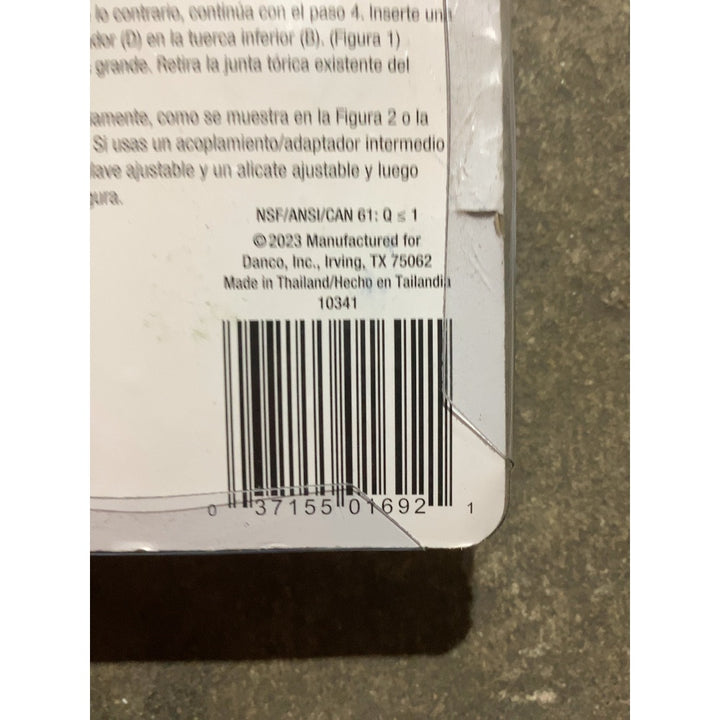 lo contrario, continúa con el paso 4. Inserte una
dor (D) en la tuerca inferior (B). (Figura 1)
grande. Retira la junta tórica existente del
amente, como se muestra en la Figura 2 o la
Si usas un acoplamiento/adaptador intermedio
lave ajustable y un alicate ajustable y luego
gura.
NSF/ANSI/CAN 61: Q ≤ 1
©2023 Manufactured for
Danco, Inc., Irving, TX 75062
Made in Thailand/Hecho en Tailandia
10341
0 37155 01692 1